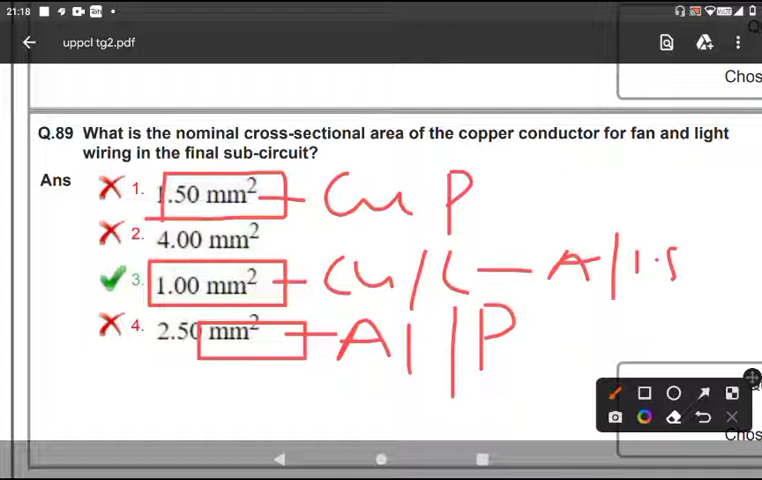 21:18
uppcl tg2.pdf
Chos
Q.89 What is the nominal cross-sectional area of the copper conductor for fan and light
wiring in the final sub-circuit?
Ans
1. 1.50 mm² Cu P
2. 4.00 mm²
3. 1.00 mm² Cu/L A/1.5
4. 2.50 mm² Al P
Chos